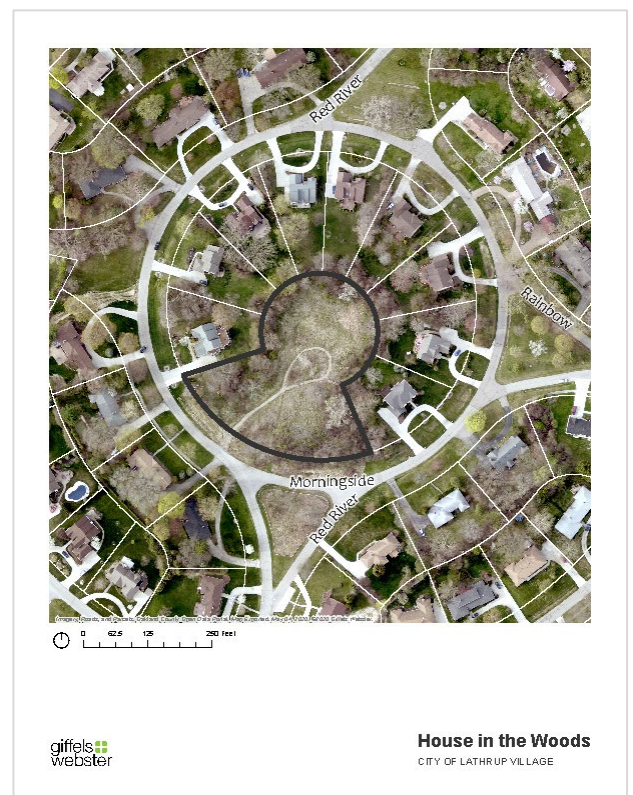 Red River
Rainbow
Morningside
Red River
0 62.5 125 250 Feet
giffels
webster
House in the Woods
CITY OF LATHRUP VILLAGE